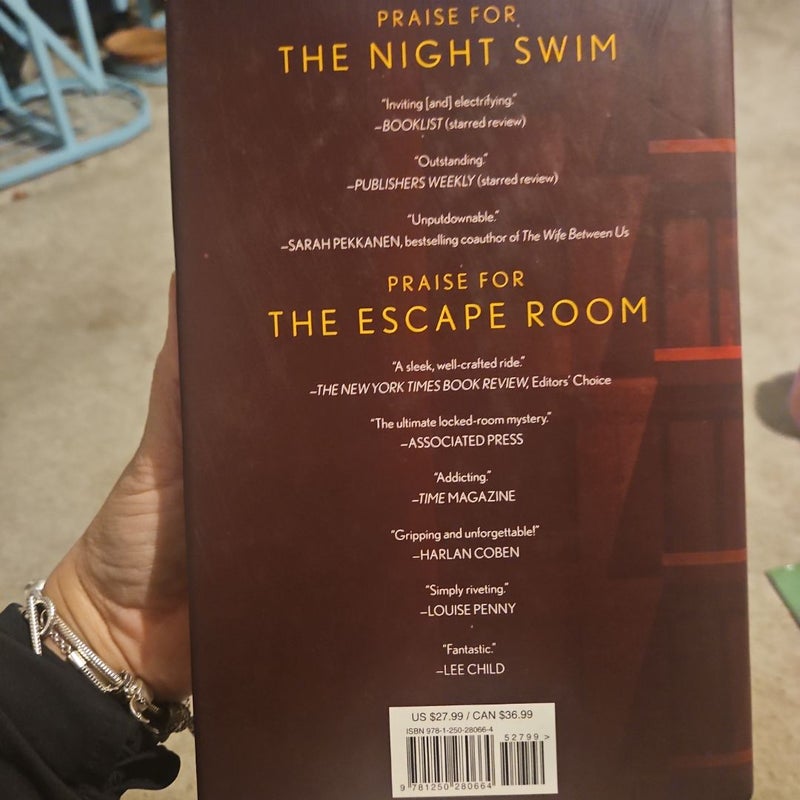 PRAISE FOR
THE NIGHT SWIM
“Inviting [and] electrifying.”
–BOOKLIST (starred review)
“Outstanding.”
–PUBLISHERS WEEKLY (starred review)
“Unputdownable.”
–SARAH PEKKANEN, bestselling coauthor of The Wife Between Us
PRAISE FOR
THE ESCAPE ROOM
“A sleek, well-crafted ride.”
–THE NEW YORK TIMES BOOK REVIEW, Editors’ Choice
“The ultimate locked-room mystery.”
–ASSOCIATED PRESS
“Addicting.”
–TIME MAGAZINE
“Gripping and unforgettable!”
–HARLAN COBEN
“Simply riveting.”
–LOUISE PENNY
“Fantastic.”
–LEE CHILD
US $27.99 / CAN $36.99
ISBN 978-1-250-28066-4
52799 >
9 781250 280664